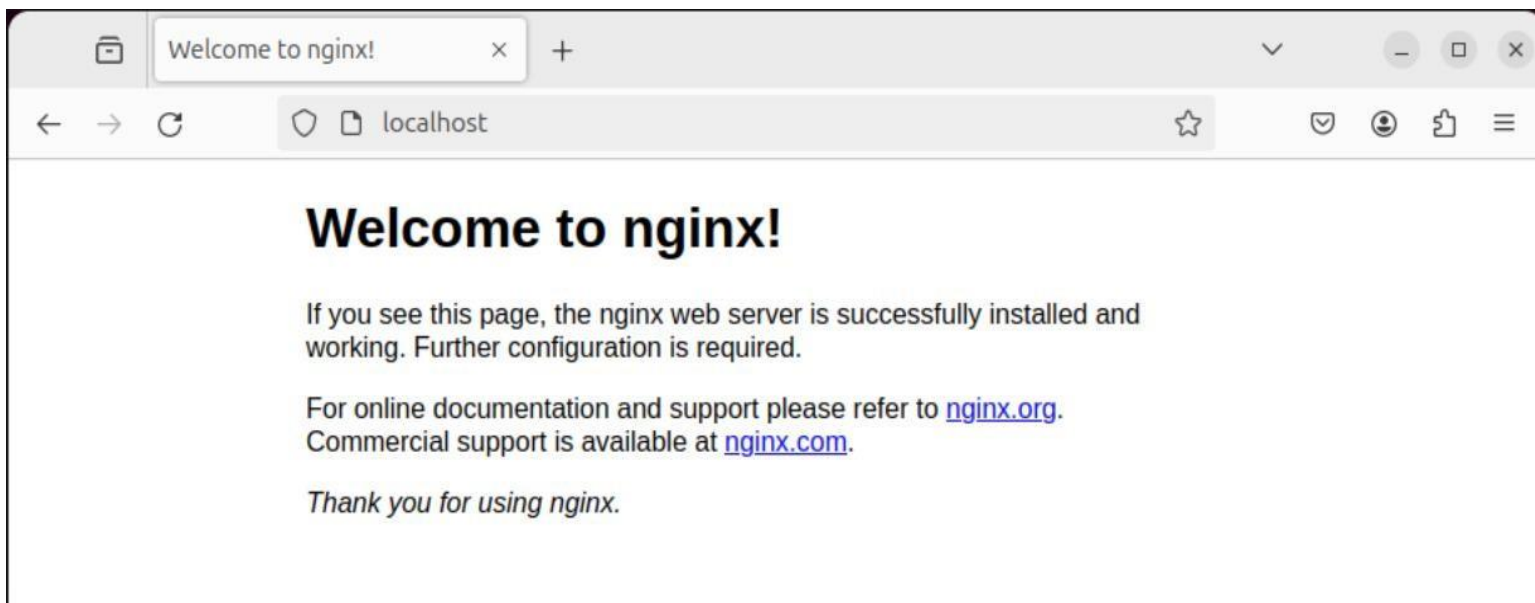 Welcome to nginx!
localhost
Welcome to nginx!
If you see this page, the nginx web server is successfully installed and
working. Further configuration is required.
For online documentation and support please refer to nginx.org.
Commercial support is available at nginx.com.
Thank you for using nginx.